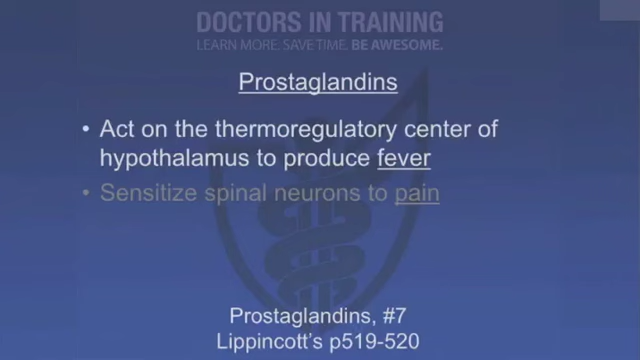 DOCTORS IN TRAINING
LEARN MORE. SAVE TIME. BE AWESOME.
Prostaglandins
• Act on the thermoregulatory center of
hypothalamus to produce fever
• Sensitize spinal neurons to pain
Prostaglandins, #7
Lippincott's p519-520